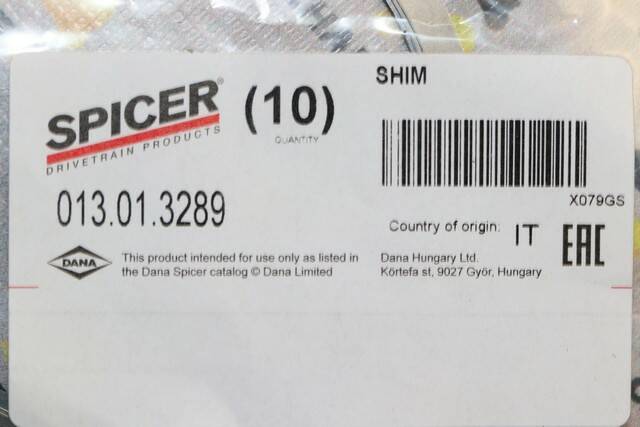 SHIM
SPICER®
DRIVETRAIN PRODUCTS
(10)
QUANTITY
X079GS
013.01.3289
Country of origin: IT
EAC
DANA
This product intended for use only as listed in
the Dana Spicer catalog © Dana Limited
Dana Hungary Ltd.
Körtefa st, 9027 Győr, Hungary